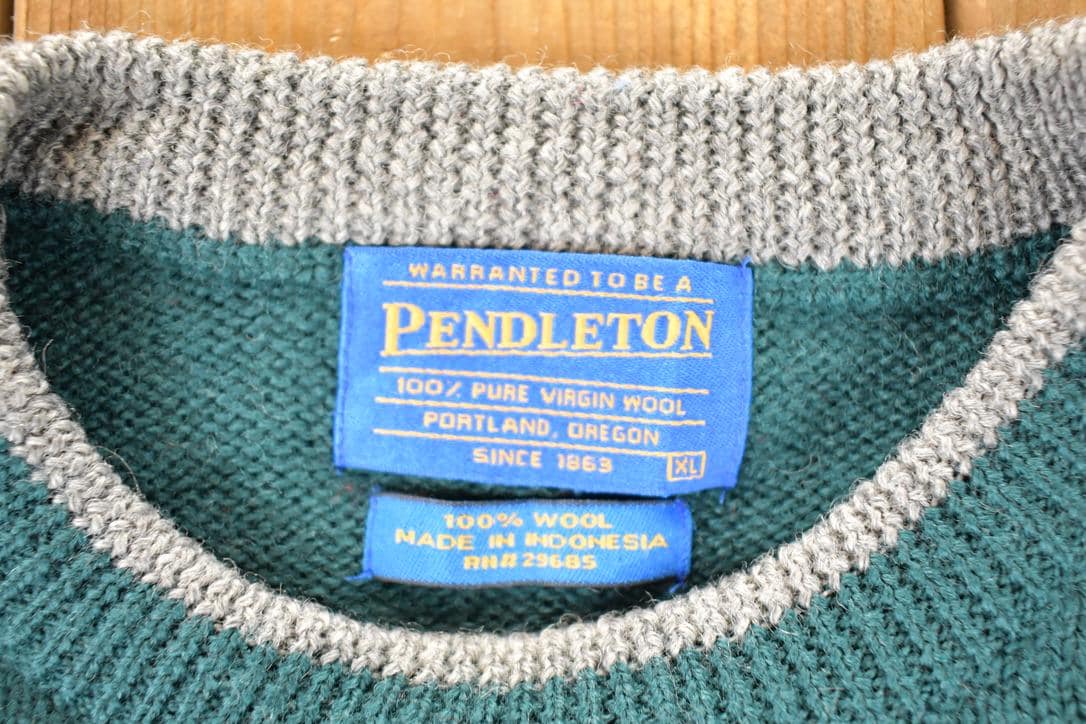 WARRANTED TO BE A
PENDLETON
100% PURE VIRGIN WOOL
PORTLAND, OREGON
SINCE 1863 XL
100% WOOL
MADE IN INDONESIA
RN# 29685